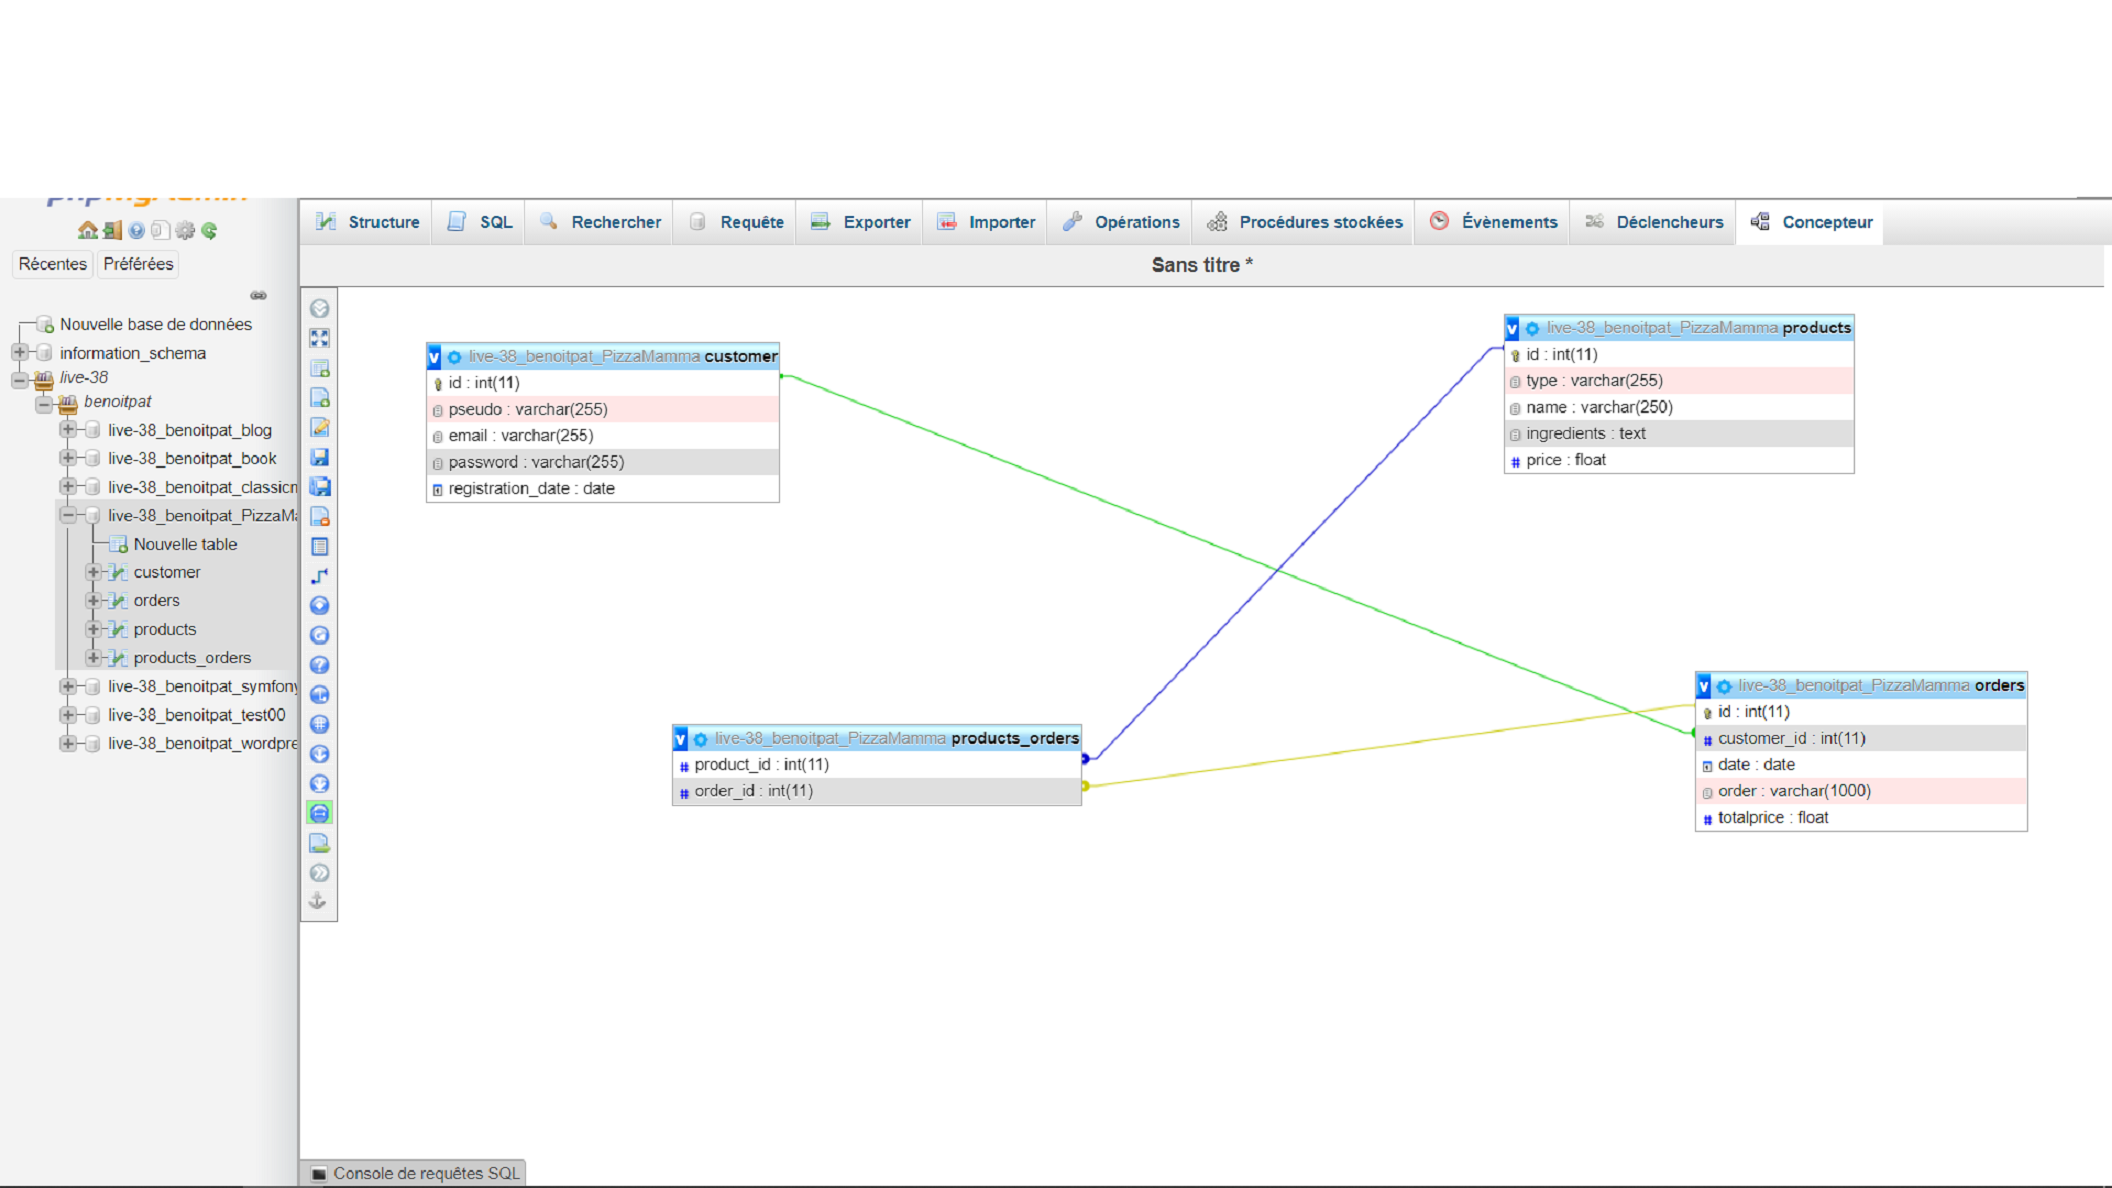 Structure SQL Rechercher Requête Exporter Importer Opérations Procédures stockées Évènements Déclencheurs Concepteur
Récentes Préférées
Sans titre *
Nouvelle base de données
information_schema
live-38
benoitpat
live-38_benoitpat_blog
live-38_benoitpat_book
live-38_benoitpat_classicm
live-38_benoitpat_PizzaMa
Nouvelle table
customer
orders
products
products_orders
live-38_benoitpat_symfony
live-38_benoitpat_test00
live-38_benoitpat_wordpre
v live-38_benoitpat_PizzaMamma customer
id : int(11)
pseudo : varchar(255)
email : varchar(255)
password : varchar(255)
registration_date : date
v live-38_benoitpat_PizzaMamma products
id : int(11)
type : varchar(255)
name : varchar(250)
ingredients : text
# price : float
v live-38_benoitpat_PizzaMamma products_orders
# product_id : int(11)
# order_id : int(11)
v live-38_benoitpat_PizzaMamma orders
id : int(11)
# customer_id : int(11)
date : date
order : varchar(1000)
# totalprice : float
Console de requêtes SQL